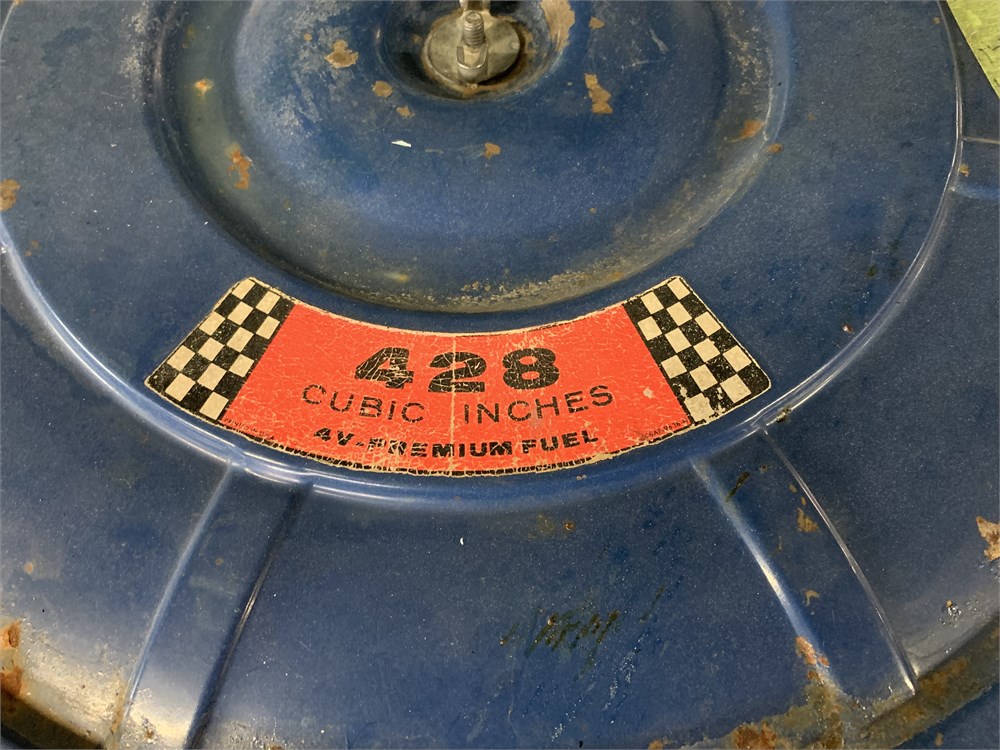 428
CUBIC INCHES
4V-PREMIUM FUEL